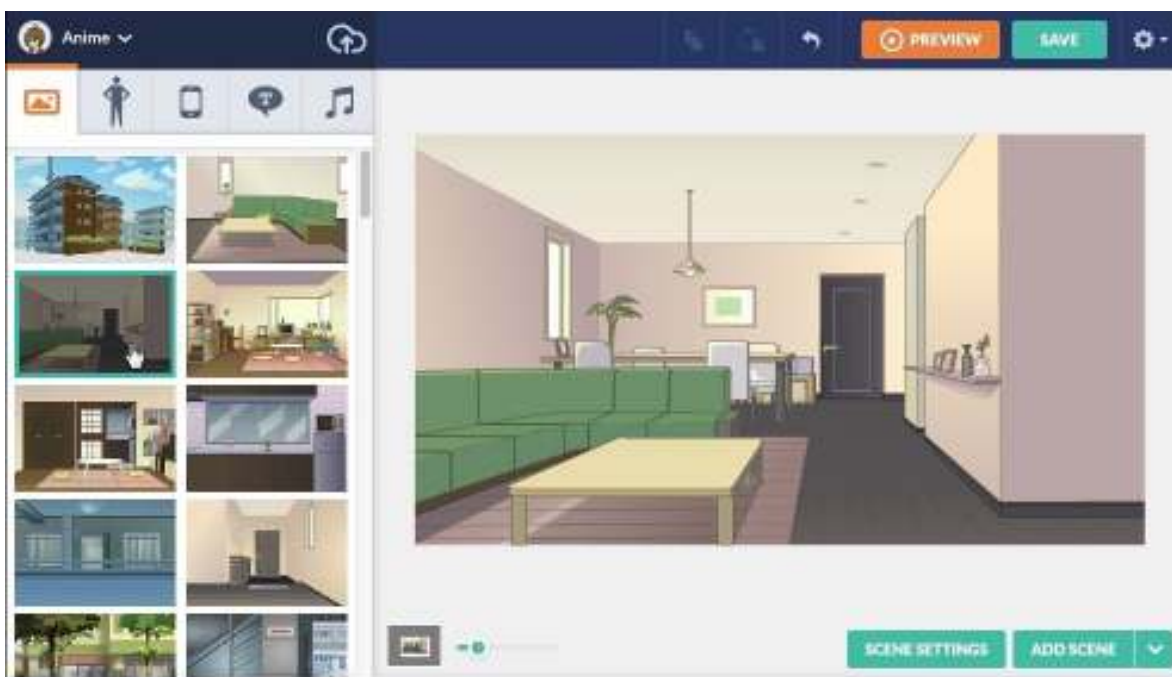 Anime
PREVIEW
SAVE
T
SCENE SETTINGS
ADD SCENE